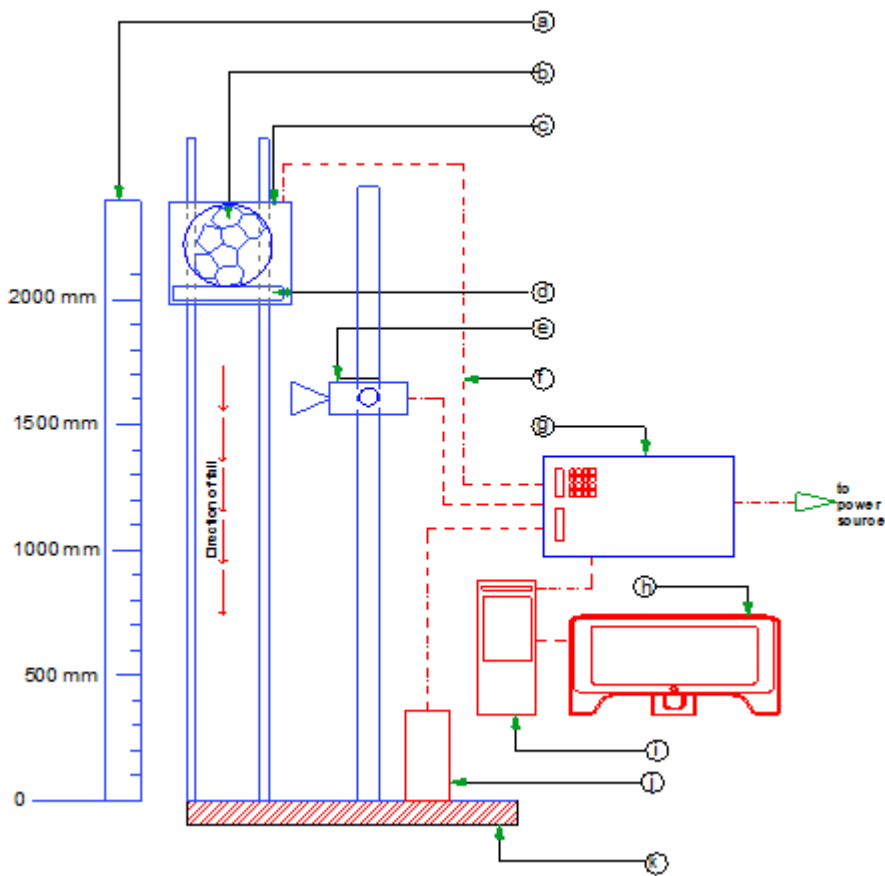 a
b
c
2000 mm
d
e
f
1500 mm
g
Direction of fall
to
power
source
1000 mm
h
500 mm
i
j
0
k